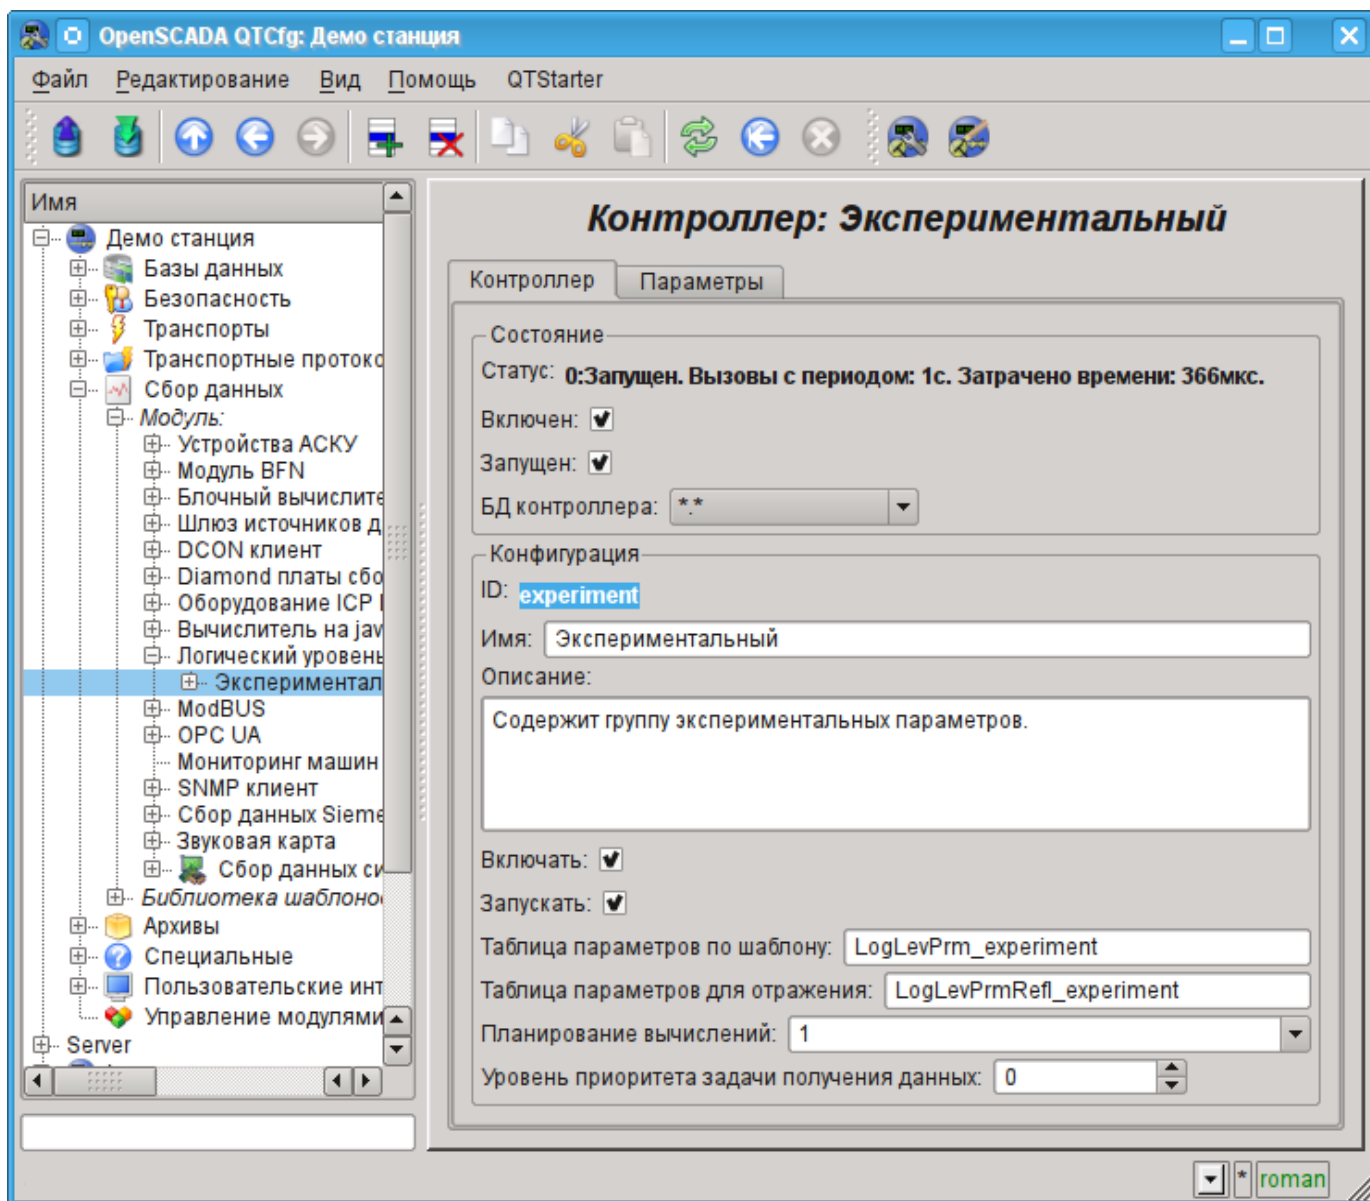 OpenSCADA QTCfg: Демо станция
Файл Редактирование Вид Помощь QTStarter
Имя
Демо станция
Базы данных
Безопасность
Транспорты
Транспортные протоко
Сбор данных
Модуль:
Устройства АСКУ
Модуль BFN
Блочный вычислите
Шлюз источников д
DCON клиент
Diamond платы сбо
Оборудование ICP
Вычислитель на jav
Логический уровень
Экспериментал
ModBUS
OPC UA
Мониторинг машин
SNMP клиент
Сбор данных Sieme
Звуковая карта
Сбор данных си
Библиотека шаблоно
Архивы
Специальные
Пользовательские инт
Управление модулями
Server
Контроллер: Экспериментальный
Контроллер Параметры
Состояние
Статус: 0:Запущен. Вызовы с периодом: 1с. Затрачено времени: 366мкс.
Включен:
Запущен:
БД контроллера: *.*
Конфигурация
ID: experiment
Имя: Экспериментальный
Описание:
Содержит группу экспериментальных параметров.
Включать:
Запускать:
Таблица параметров по шаблону: LogLevPrm_experiment
Таблица параметров для отражения: LogLevPrmRefl_experiment
Планирование вычислений: 1
Уровень приоритета задачи получения данных: 0
* roman